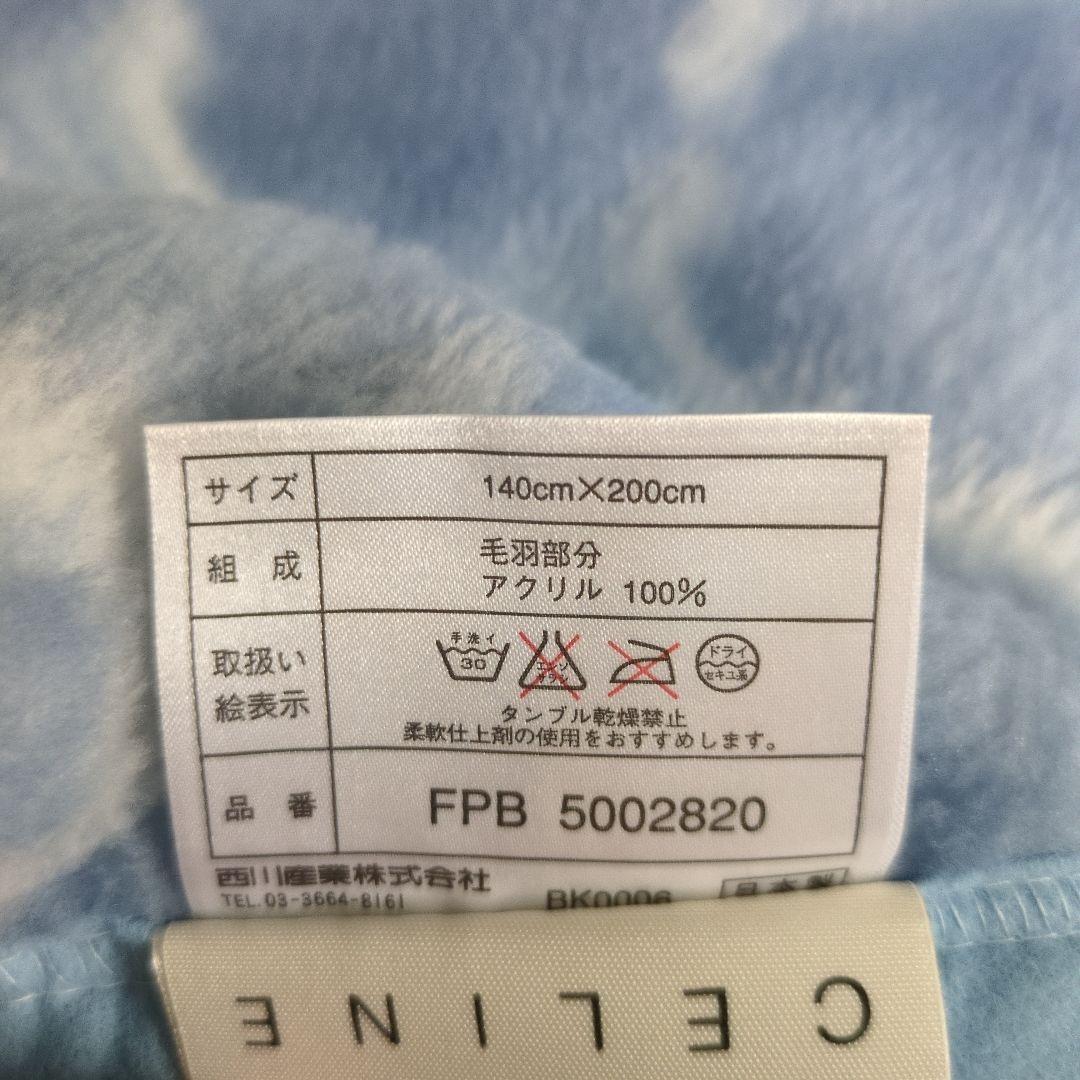 サイズ 140cm×200cm
組成 毛羽部分
アクリル 100%
取扱い
絵表示
手洗イ
30
エンソ
サラシ
ドライ
セキユ系
タンブル乾燥禁止
柔軟仕上剤の使用をおすすめします。
品番 FPB 5002820
西川産業株式会社
TEL.03-3664-8161 BK0006 日本製
CELINE